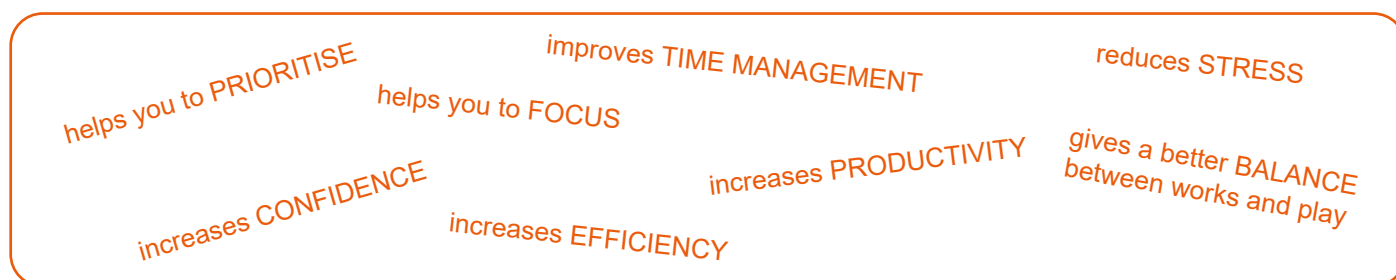 helps you to PRIORITISE
improves TIME MANAGEMENT
reduces STRESS
helps you to FOCUS
increases CONFIDENCE
increases PRODUCTIVITY
gives a better BALANCE
between works and play
increases EFFICIENCY